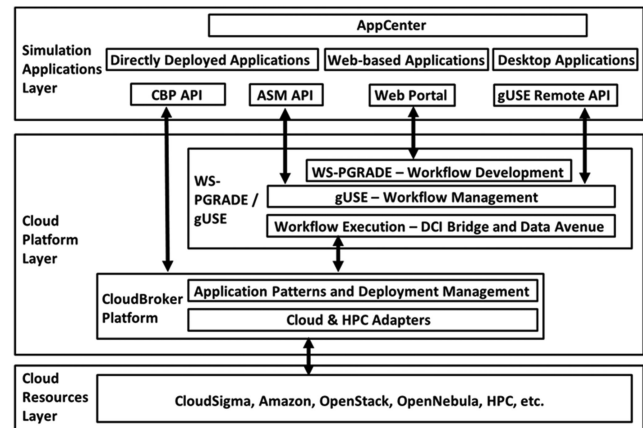 AppCenter
Simulation
Applications
Layer
Directly Deployed Applications
Web-based Applications
Desktop Applications
CBP API
ASM API
Web Portal
gUSE Remote API
Cloud
Platform
Layer
WS-
PGRADE /
gUSE
WS-PGRADE – Workflow Development
gUSE – Workflow Management
Workflow Execution – DCI Bridge and Data Avenue
CloudBroker
Platform
Application Patterns and Deployment Management
Cloud & HPC Adapters
Cloud
Resources
Layer
CloudSigma, Amazon, OpenStack, OpenNebula, HPC, etc.